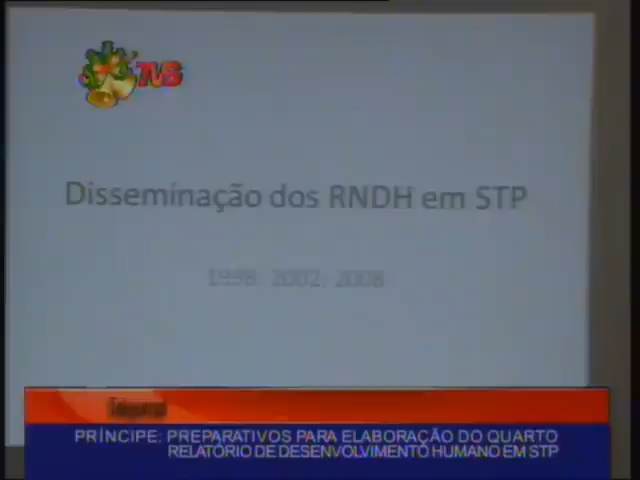 TVS
Disseminação dos RNDH em STP
1998, 2002, 2008
Telejornal
PRÍNCIPE: PREPARATIVOS PARA ELABORAÇÃO DO QUARTO
RELATÓRIO DE DESENVOLVIMENTO HUMANO EM STP